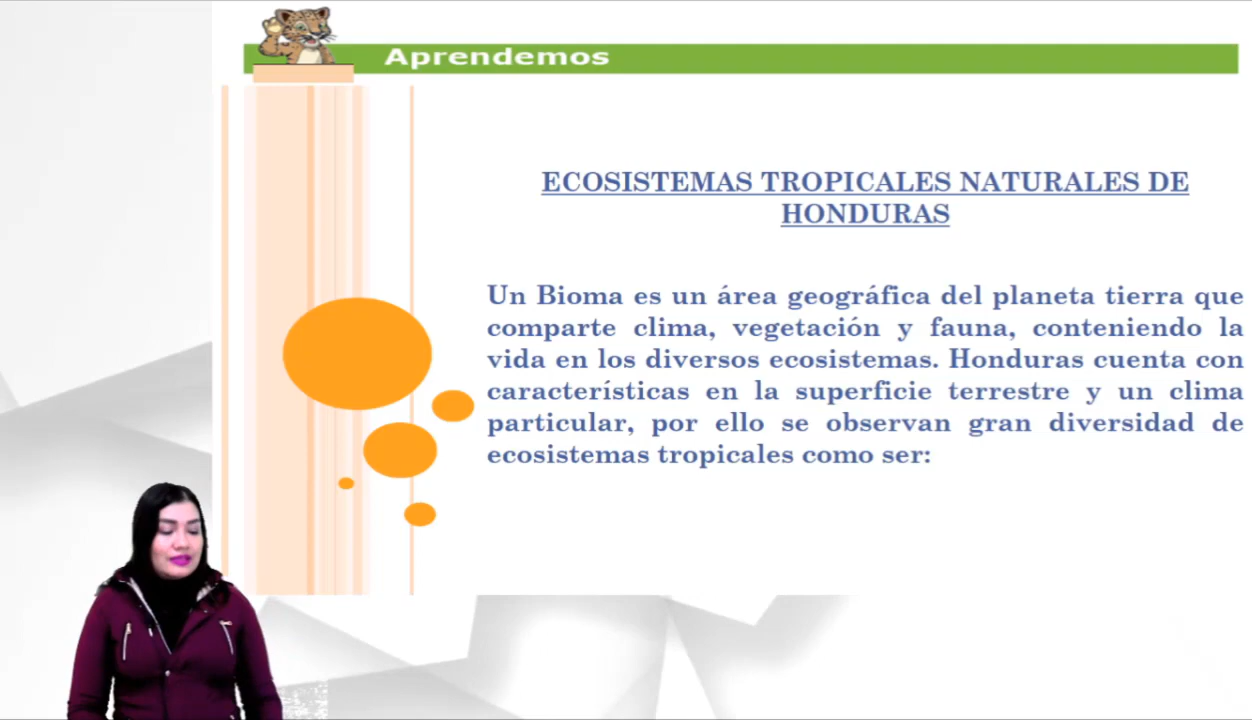 Aprendemos
ECOSISTEMAS TROPICALES NATURALES DE
HONDURAS
Un Bioma es un área geográfica del planeta tierra que
comparte clima, vegetación y fauna, conteniendo la
vida en los diversos ecosistemas. Honduras cuenta con
características en la superficie terrestre y un clima
particular, por ello se observan gran diversidad de
ecosistemas tropicales como ser: